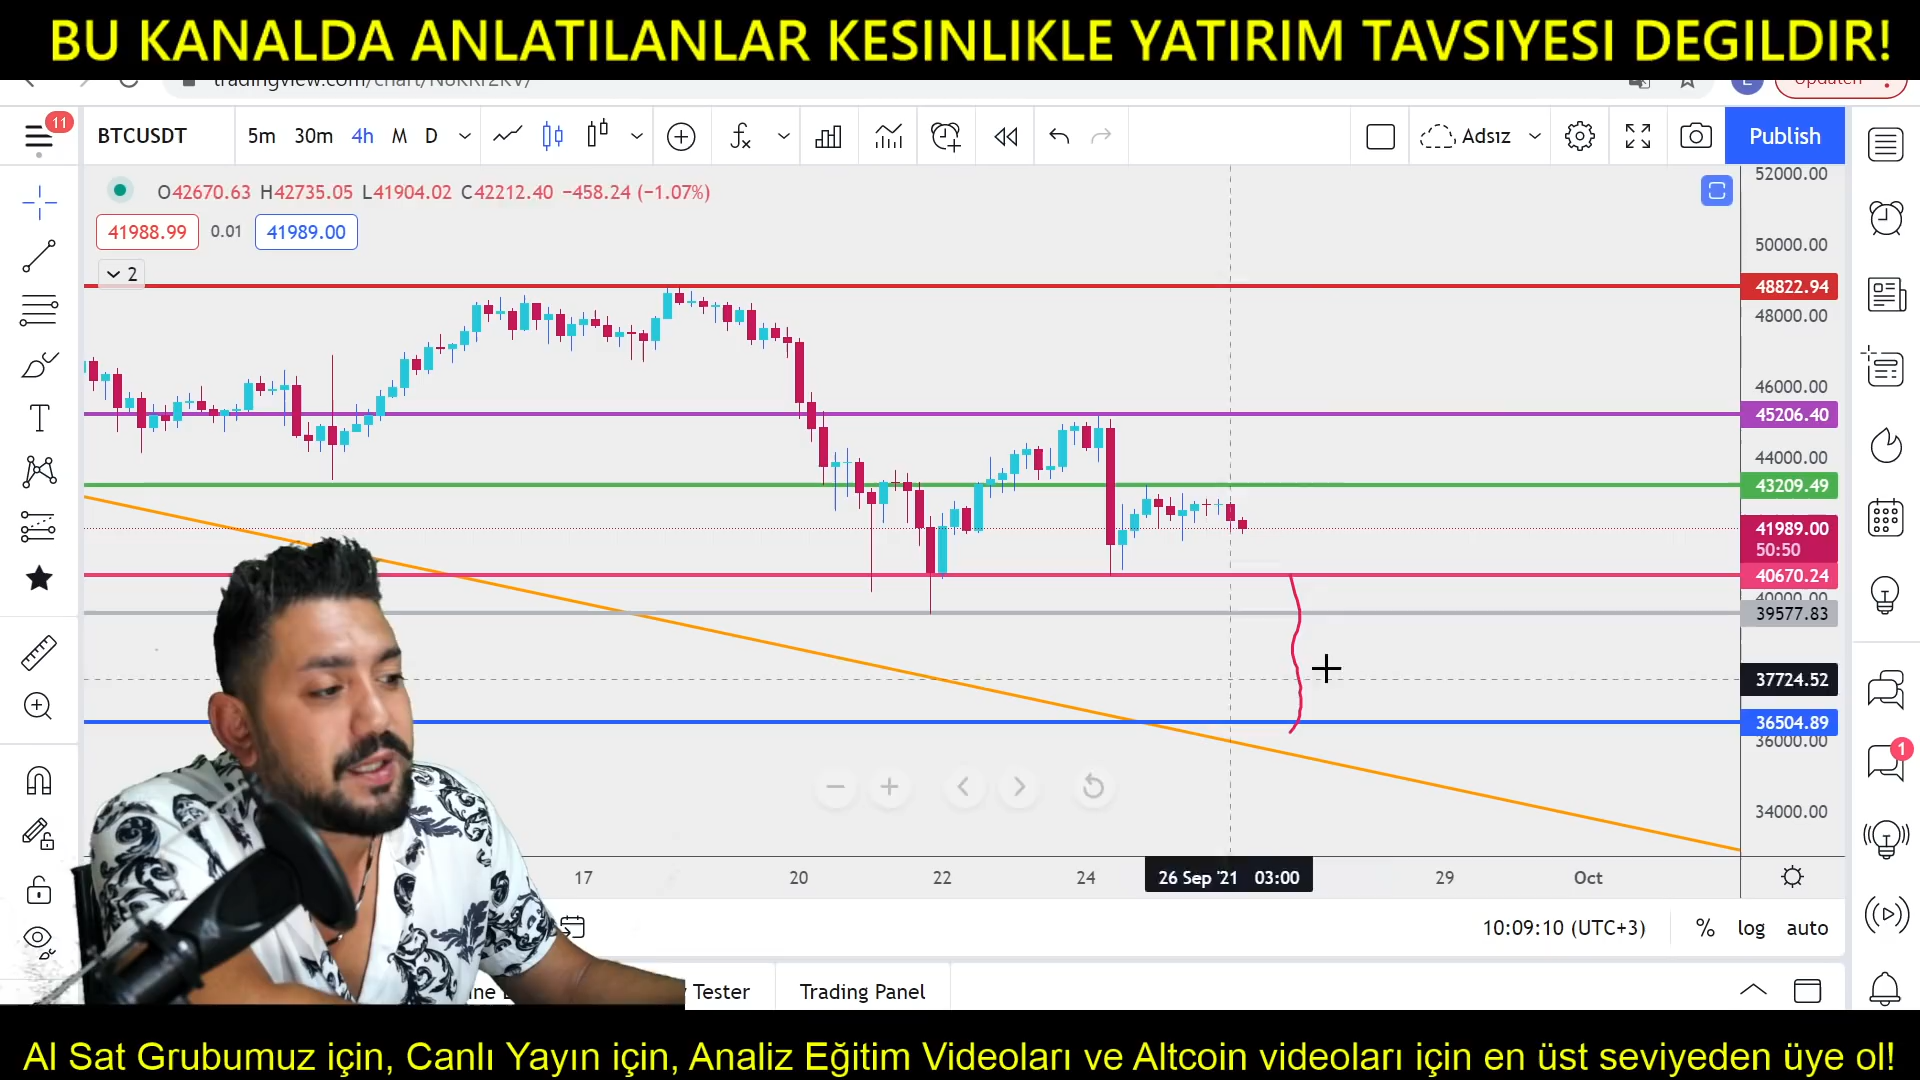 BU KANALDA ANLATILANLAR KESINLIKLE YATIRIM TAVSIYESI DEGILDIR!
11
BTCUSDT 5m 30m 4h M D Adsız Publish
O42670.63 H42735.05 L41904.02 C42212.40 −458.24 (−1.07%)
41988.99 0.01 41989.00
2
52000.00
50000.00
48822.94
48000.00
46000.00
45206.40
44000.00
43209.49
41989.00
50:50
40670.24
39577.83
37724.52
36504.89
36000.00
34000.00
1
17 20 22 24 26 Sep '21 03:00 29 Oct
10:09:10 (UTC+3) % log auto
Tester Trading Panel
Al Sat Grubumuz için, Canlı Yayın için, Analiz Eğitim Videoları ve Altcoin videoları için en üst seviyeden üye ol!